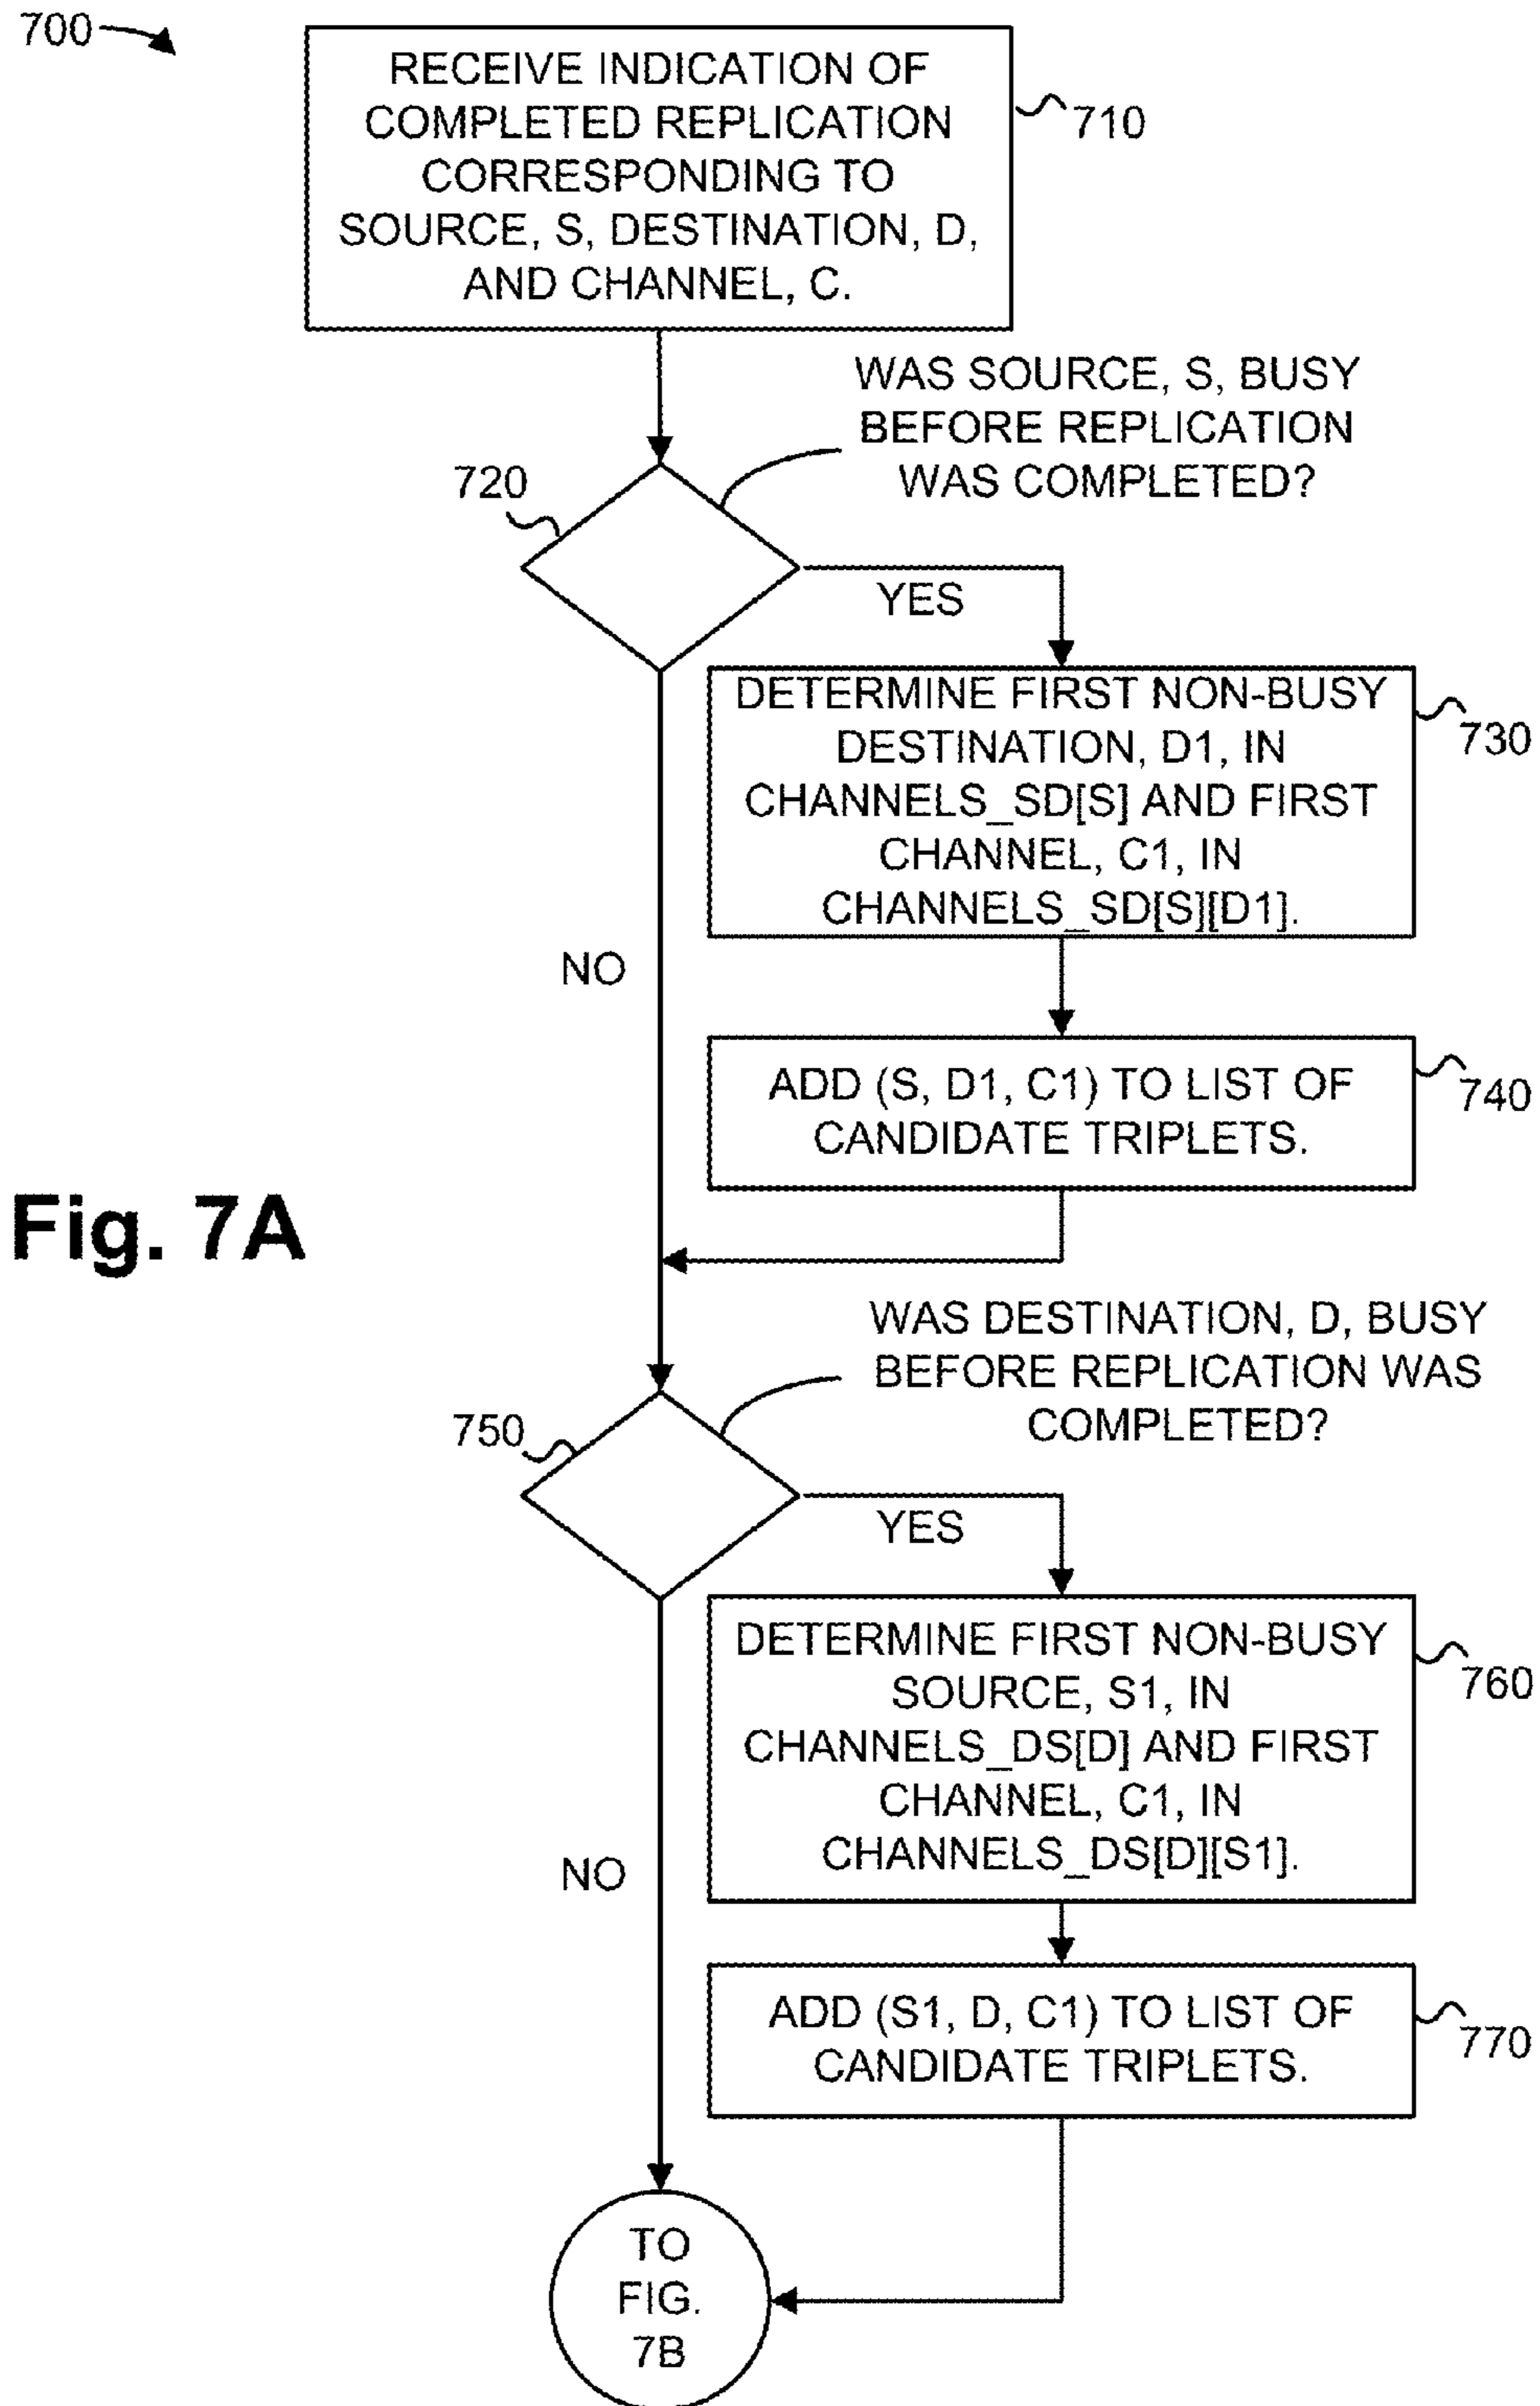 700
RECEIVE INDICATION OF
COMPLETED REPLICATION
CORRESPONDING TO
SOURCE, S, DESTINATION, D,
AND CHANNEL, C.
710
WAS SOURCE, S, BUSY
BEFORE REPLICATION
WAS COMPLETED?
720
YES
DETERMINE FIRST NON-BUSY
DESTINATION, D1, IN
CHANNELS_SD[S] AND FIRST
CHANNEL, C1, IN
CHANNELS_SD[S][D1].
730
NO
ADD (S, D1, C1) TO LIST OF
CANDIDATE TRIPLETS.
740
Fig. 7A
WAS DESTINATION, D, BUSY
BEFORE REPLICATION WAS
COMPLETED?
750
YES
DETERMINE FIRST NON-BUSY
SOURCE, S1, IN
CHANNELS_DS[D] AND FIRST
CHANNEL, C1, IN
CHANNELS_DS[D][S1].
760
NO
ADD (S1, D, C1) TO LIST OF
CANDIDATE TRIPLETS.
770
TO
FIG.
7B